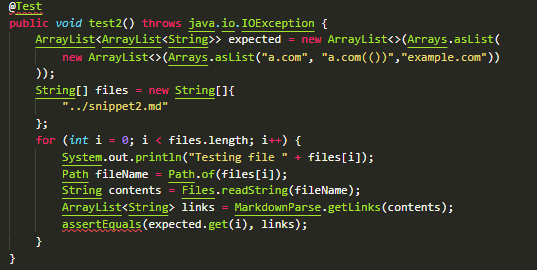 @Test
public void test2() throws java.io.IOException {
    ArrayList<ArrayList<String>> expected = new ArrayList<>(Arrays.asList(
        new ArrayList<>(Arrays.asList("a.com", "a.com(())","example.com"))
    ));
    String[] files = new String[]{
        "../snippet2.md"
    };
    for (int i = 0; i < files.length; i++) {
        System.out.println("Testing file " + files[i]);
        Path fileName = Path.of(files[i]);
        String contents = Files.readString(fileName);
        ArrayList<String> links = MarkdownParse.getLinks(contents);
        assertEquals(expected.get(i), links);
    }
}